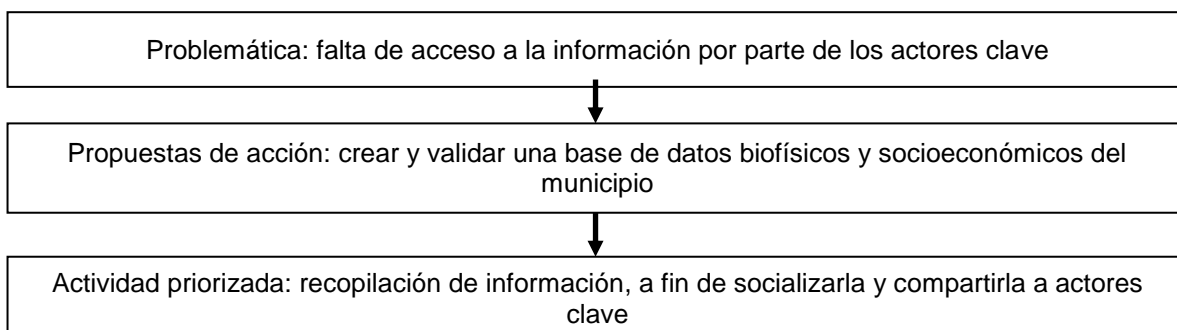 Problemática: falta de acceso a la información por parte de los actores clave
Propuestas de acción: crear y validar una base de datos biofísicos y socioeconómicos del
municipio
Actividad priorizada: recopilación de información, a fin de socializarla y compartirla a actores
clave